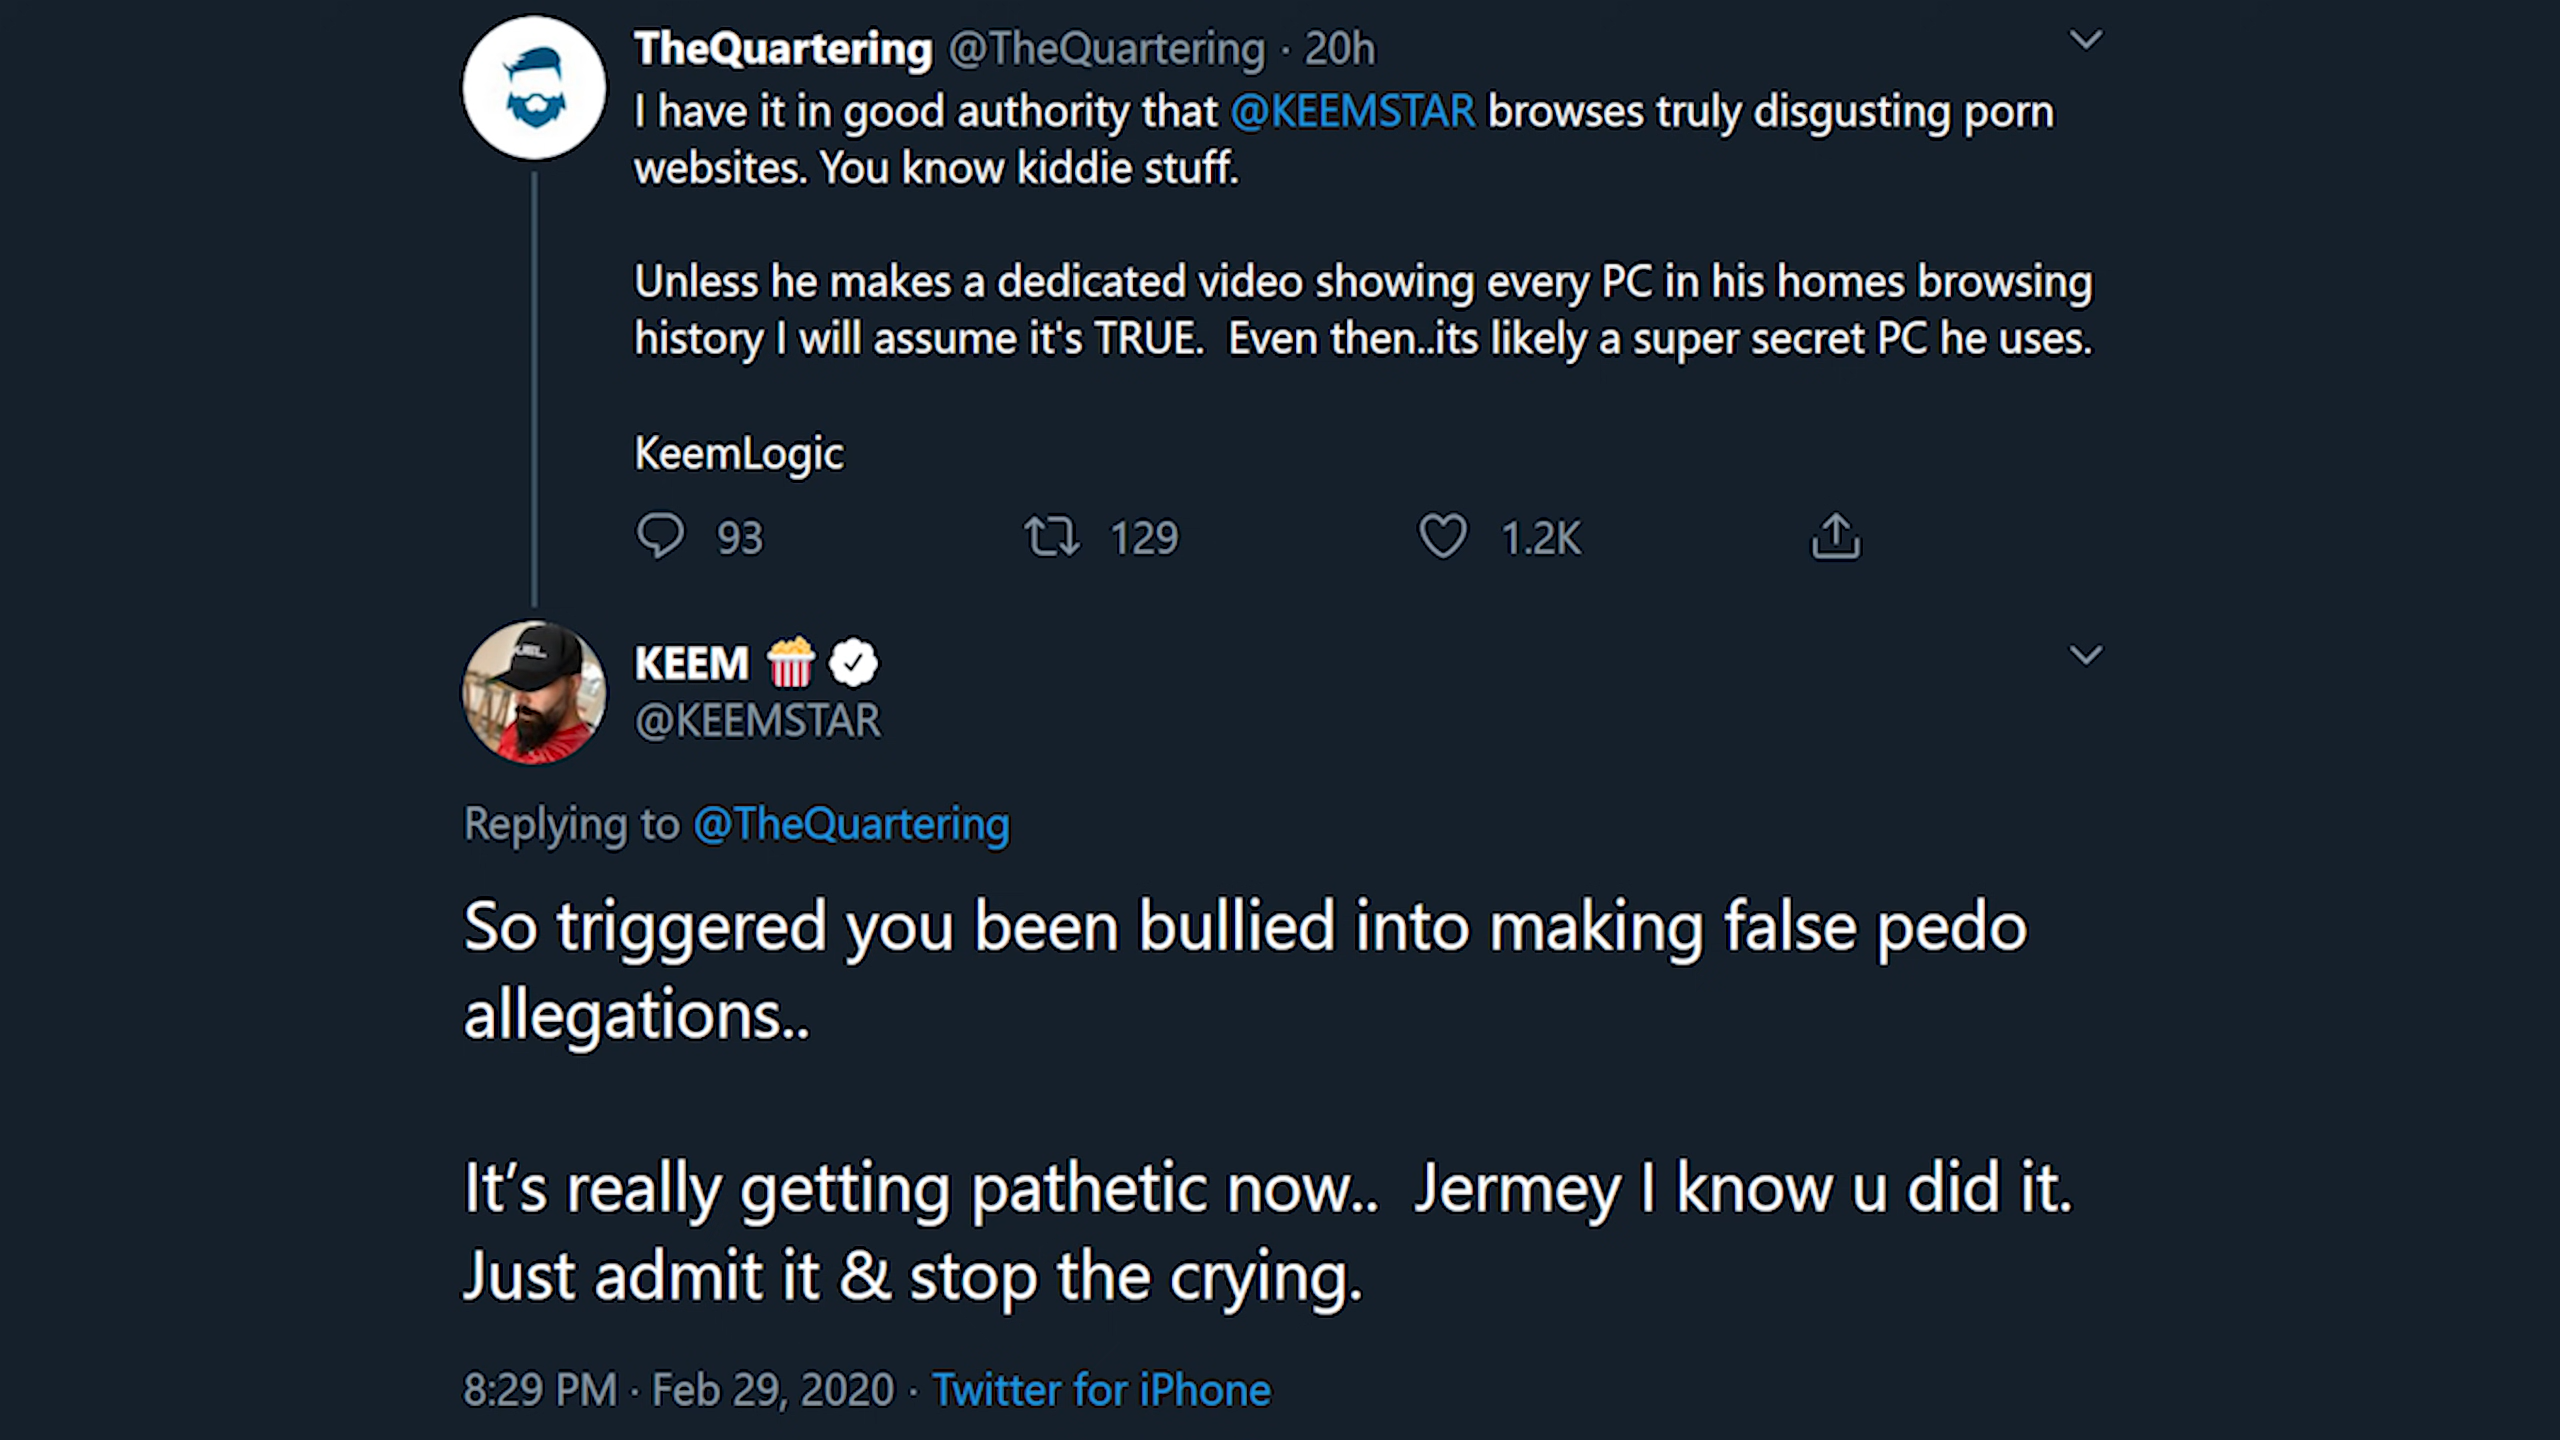 TheQuartering @TheQuartering · 20h
I have it in good authority that @KEEMSTAR browses truly disgusting porn
websites. You know kiddie stuff.
Unless he makes a dedicated video showing every PC in his homes browsing
history I will assume it's TRUE.  Even then..its likely a super secret PC he uses.
KeemLogic
93 129 1.2K
KEEM 🍿
@KEEMSTAR
Replying to @TheQuartering
So triggered you been bullied into making false pedo
allegations..
It’s really getting pathetic now..  Jermey I know u did it.
Just admit it & stop the crying.
8:29 PM · Feb 29, 2020 · Twitter for iPhone